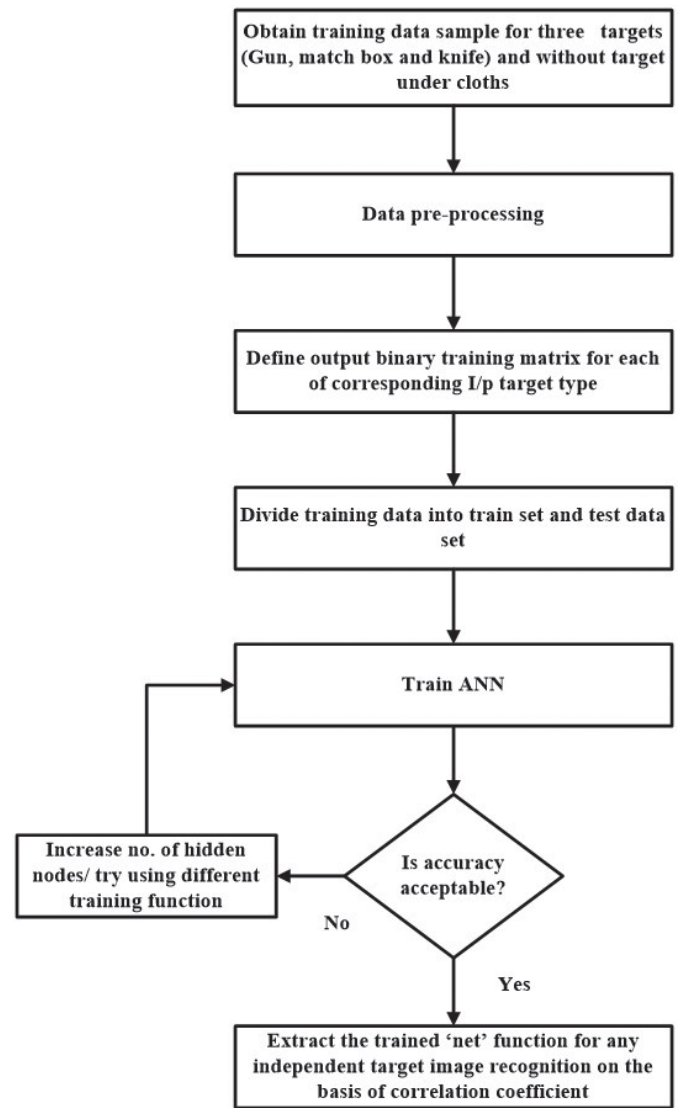 Obtain training data sample for three targets
(Gun, match box and knife) and without target
under cloths
Data pre-processing
Define output binary training matrix for each
of corresponding I/p target type
Divide training data into train set and test data
set
Train ANN
Is accuracy
acceptable?
Increase no. of hidden
nodes/ try using different
training function
No
Yes
Extract the trained ‘net’ function for any
independent target image recognition on the
basis of correlation coefficient